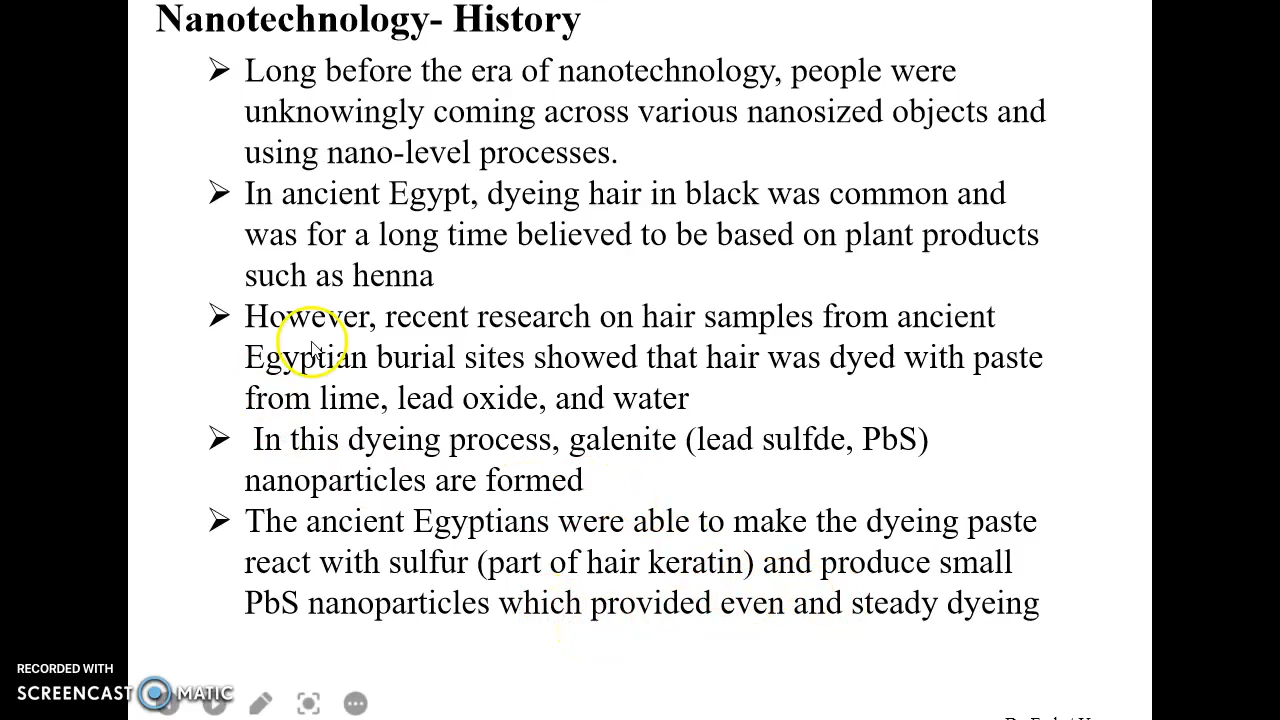 Nanotechnology- History
➢ Long before the era of nanotechnology, people were
unknowingly coming across various nanosized objects and
using nano-level processes.
➢ In ancient Egypt, dyeing hair in black was common and
was for a long time believed to be based on plant products
such as henna
➢ However, recent research on hair samples from ancient
Egyptian burial sites showed that hair was dyed with paste
from lime, lead oxide, and water
➢ In this dyeing process, galenite (lead sulfde, PbS)
nanoparticles are formed
➢ The ancient Egyptians were able to make the dyeing paste
react with sulfur (part of hair keratin) and produce small
PbS nanoparticles which provided even and steady dyeing
RECORDED WITH
SCREENCAST MATIC